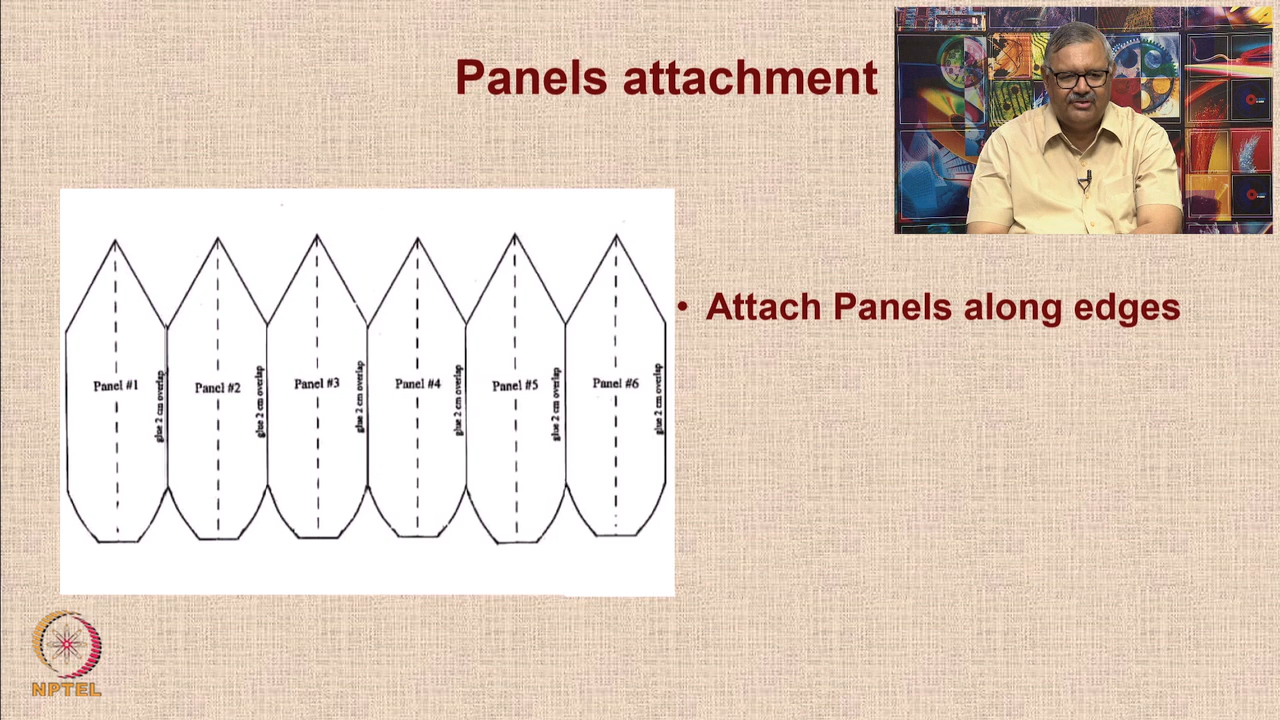 Panels attachment
Panel #1
Panel #2
Panel #3
Panel #4
Panel #5
Panel #6
glue 2 cm overlap
glue 2 cm overlap
glue 2 cm overlap
glue 2 cm overlap
glue 2 cm overlap
glue 2 cm overlap
• Attach Panels along edges
NPTEL